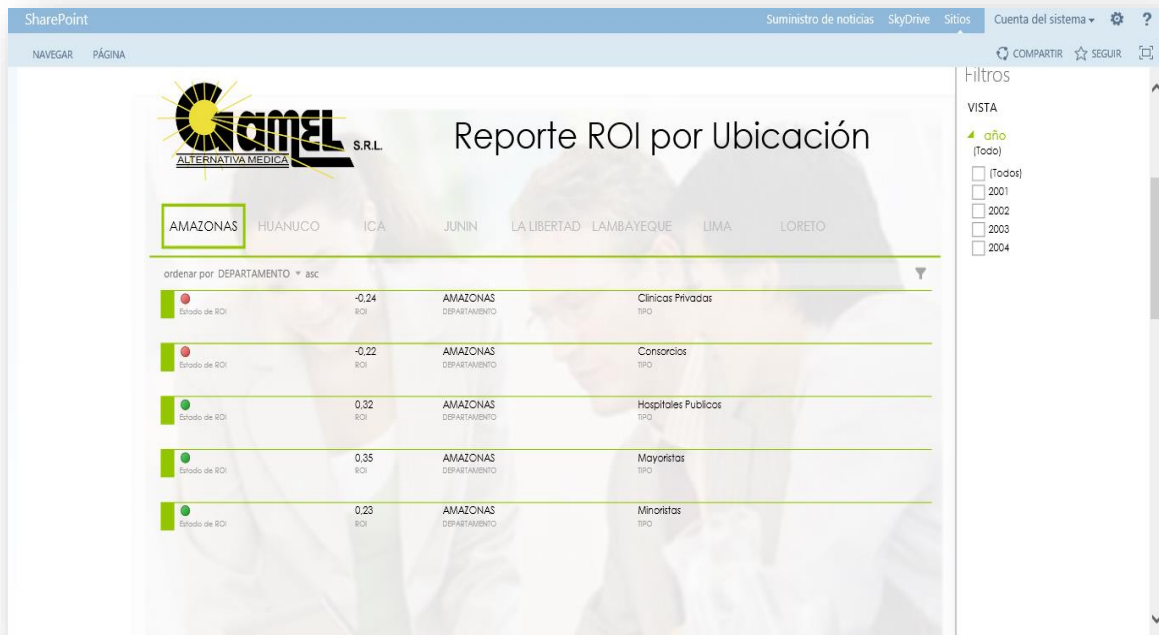 SharePoint
Suministro de noticias SkyDrive Sitios Cuenta del sistema ?
NAVEGAR PÁGINA
COMPARTIR SEGUIR
Filtros
VISTA
año
(Todo)
(Todos)
2001
2002
2003
2004
Gamel S.R.L.
ALTERNATIVA MEDICA
Reporte ROI por Ubicación
AMAZONAS HUANUCO ICA JUNIN LA LIBERTAD LAMBAYEQUE LIMA LORETO
ordenar por DEPARTAMENTO asc
-0,24 AMAZONAS Clinicas Privadas
Estado de ROI ROI DEPARTAMENTO TIPO
-0,22 AMAZONAS Consorcios
Estado de ROI ROI DEPARTAMENTO TIPO
0,32 AMAZONAS Hospitales Publicos
Estado de ROI ROI DEPARTAMENTO TIPO
0,35 AMAZONAS Mayoristas
Estado de ROI ROI DEPARTAMENTO TIPO
0,23 AMAZONAS Minoristas
Estado de ROI ROI DEPARTAMENTO TIPO